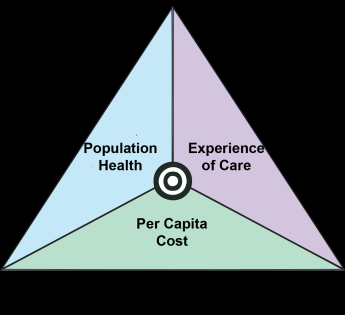 Population
Health
Experience
of Care
Per Capita
Cost